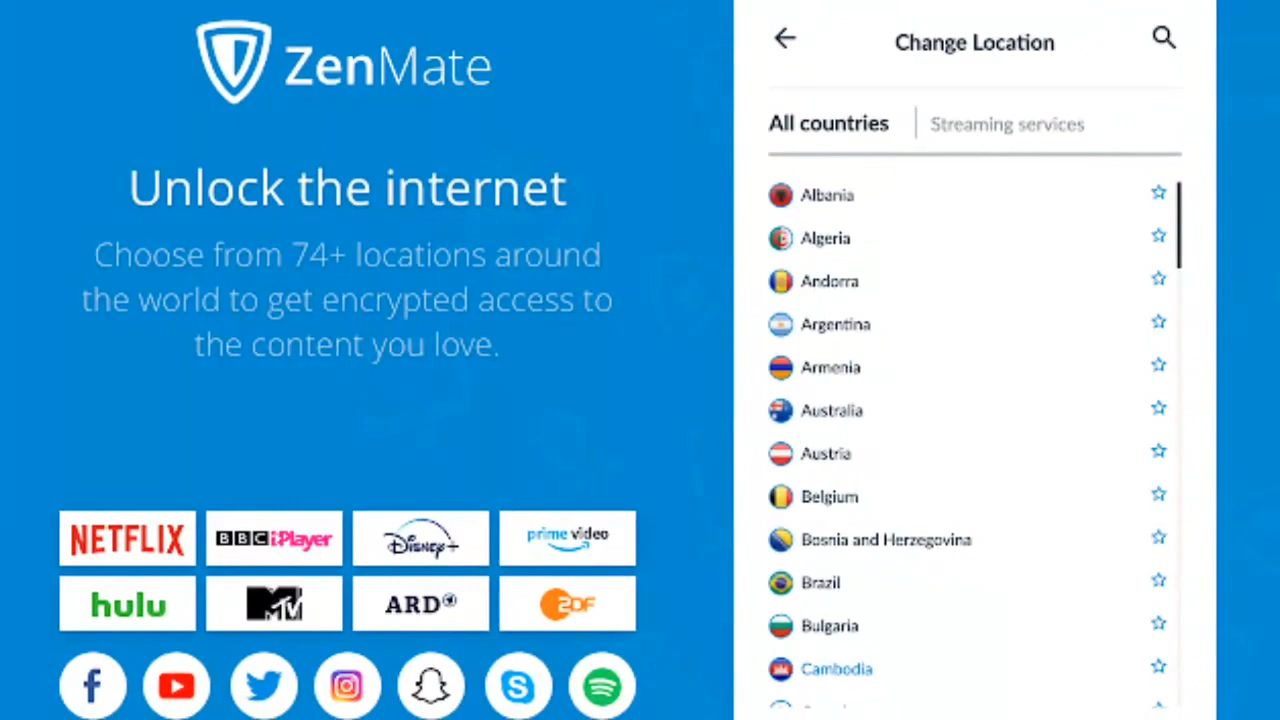 ZenMate
Unlock the internet
Choose from 74+ locations around
the world to get encrypted access to
the content you love.
NETFLIX
BBC iPlayer
Disney+
prime video
hulu
MTV
ARD
ZDF
Change Location
All countries
Streaming services
Albania
Algeria
Andorra
Argentina
Armenia
Australia
Austria
Belgium
Bosnia and Herzegovina
Brazil
Bulgaria
Cambodia